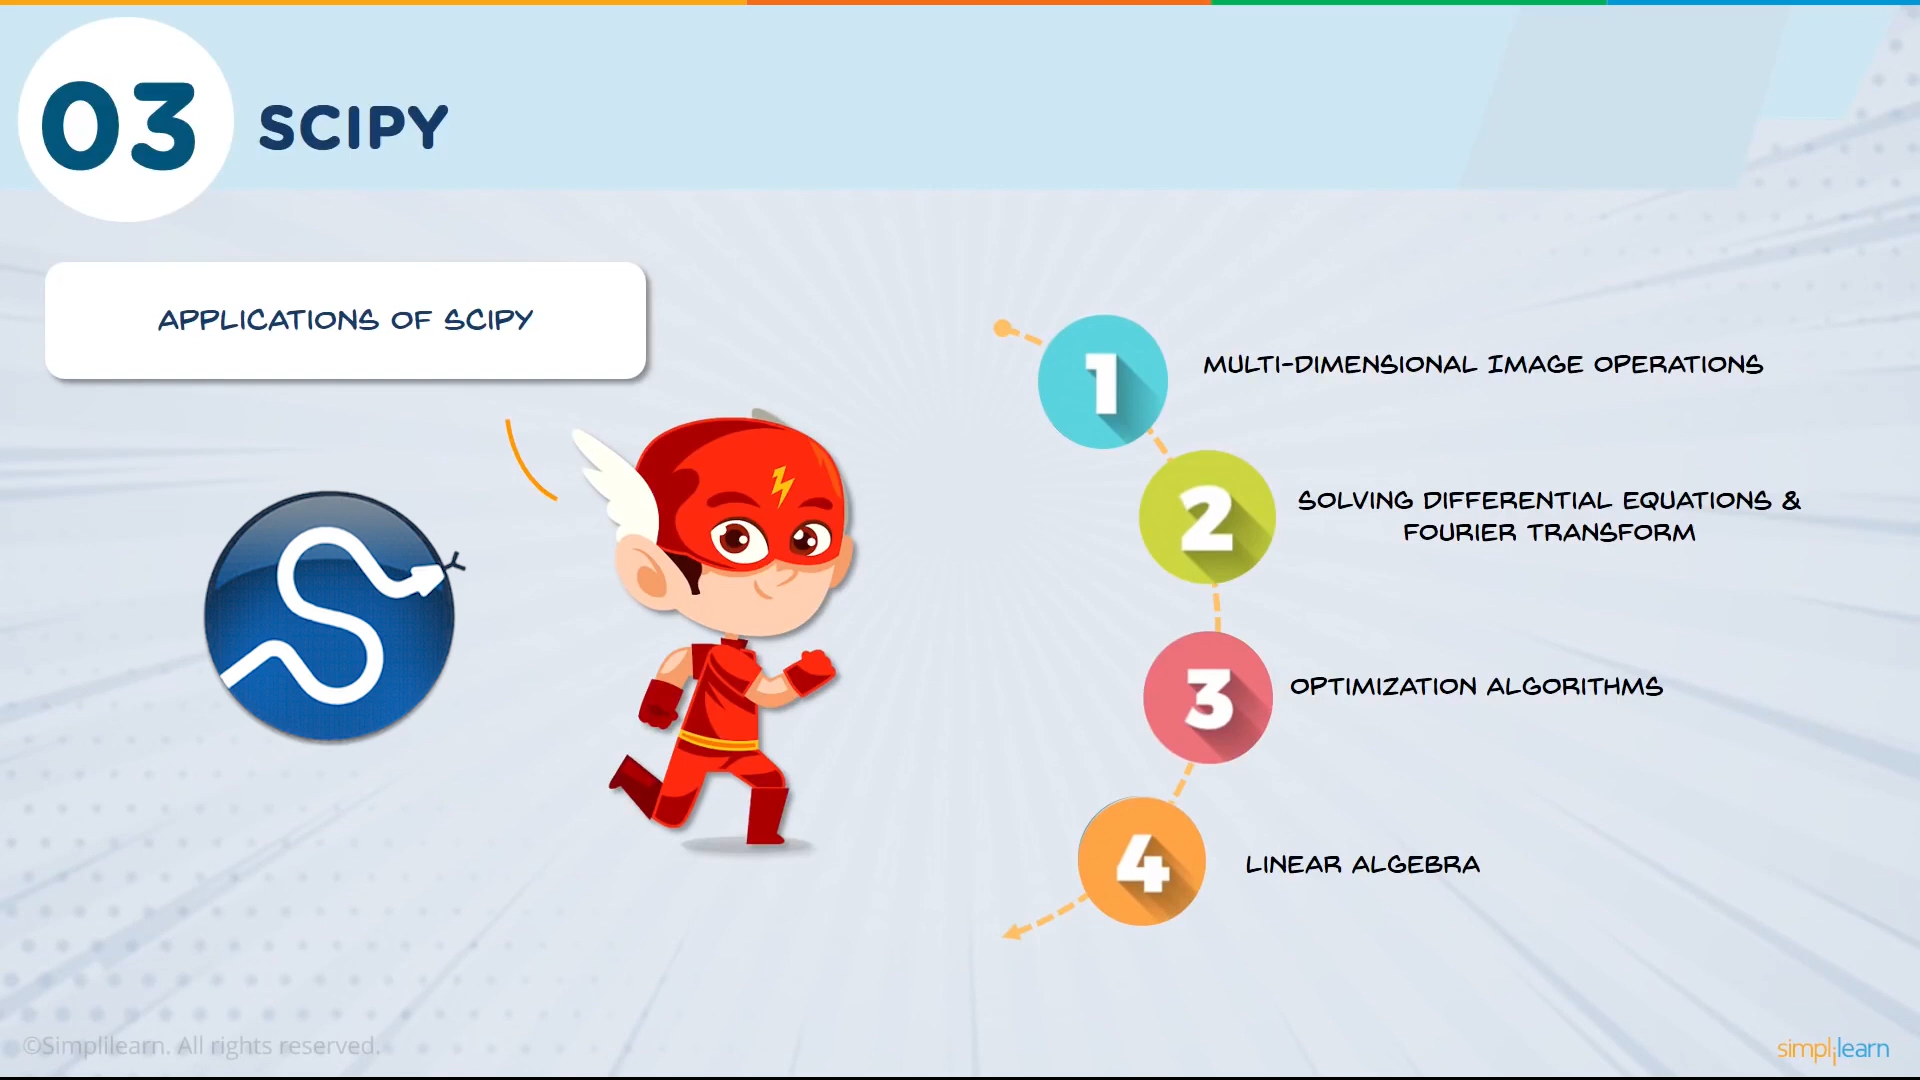 03
SCIPY
APPLICATIONS OF SCIPY
1
MULTI-DIMENSIONAL IMAGE OPERATIONS
2
SOLVING DIFFERENTIAL EQUATIONS &
FOURIER TRANSFORM
3
OPTIMIZATION ALGORITHMS
4
LINEAR ALGEBRA
©Simplilearn. All rights reserved.
simplilearn